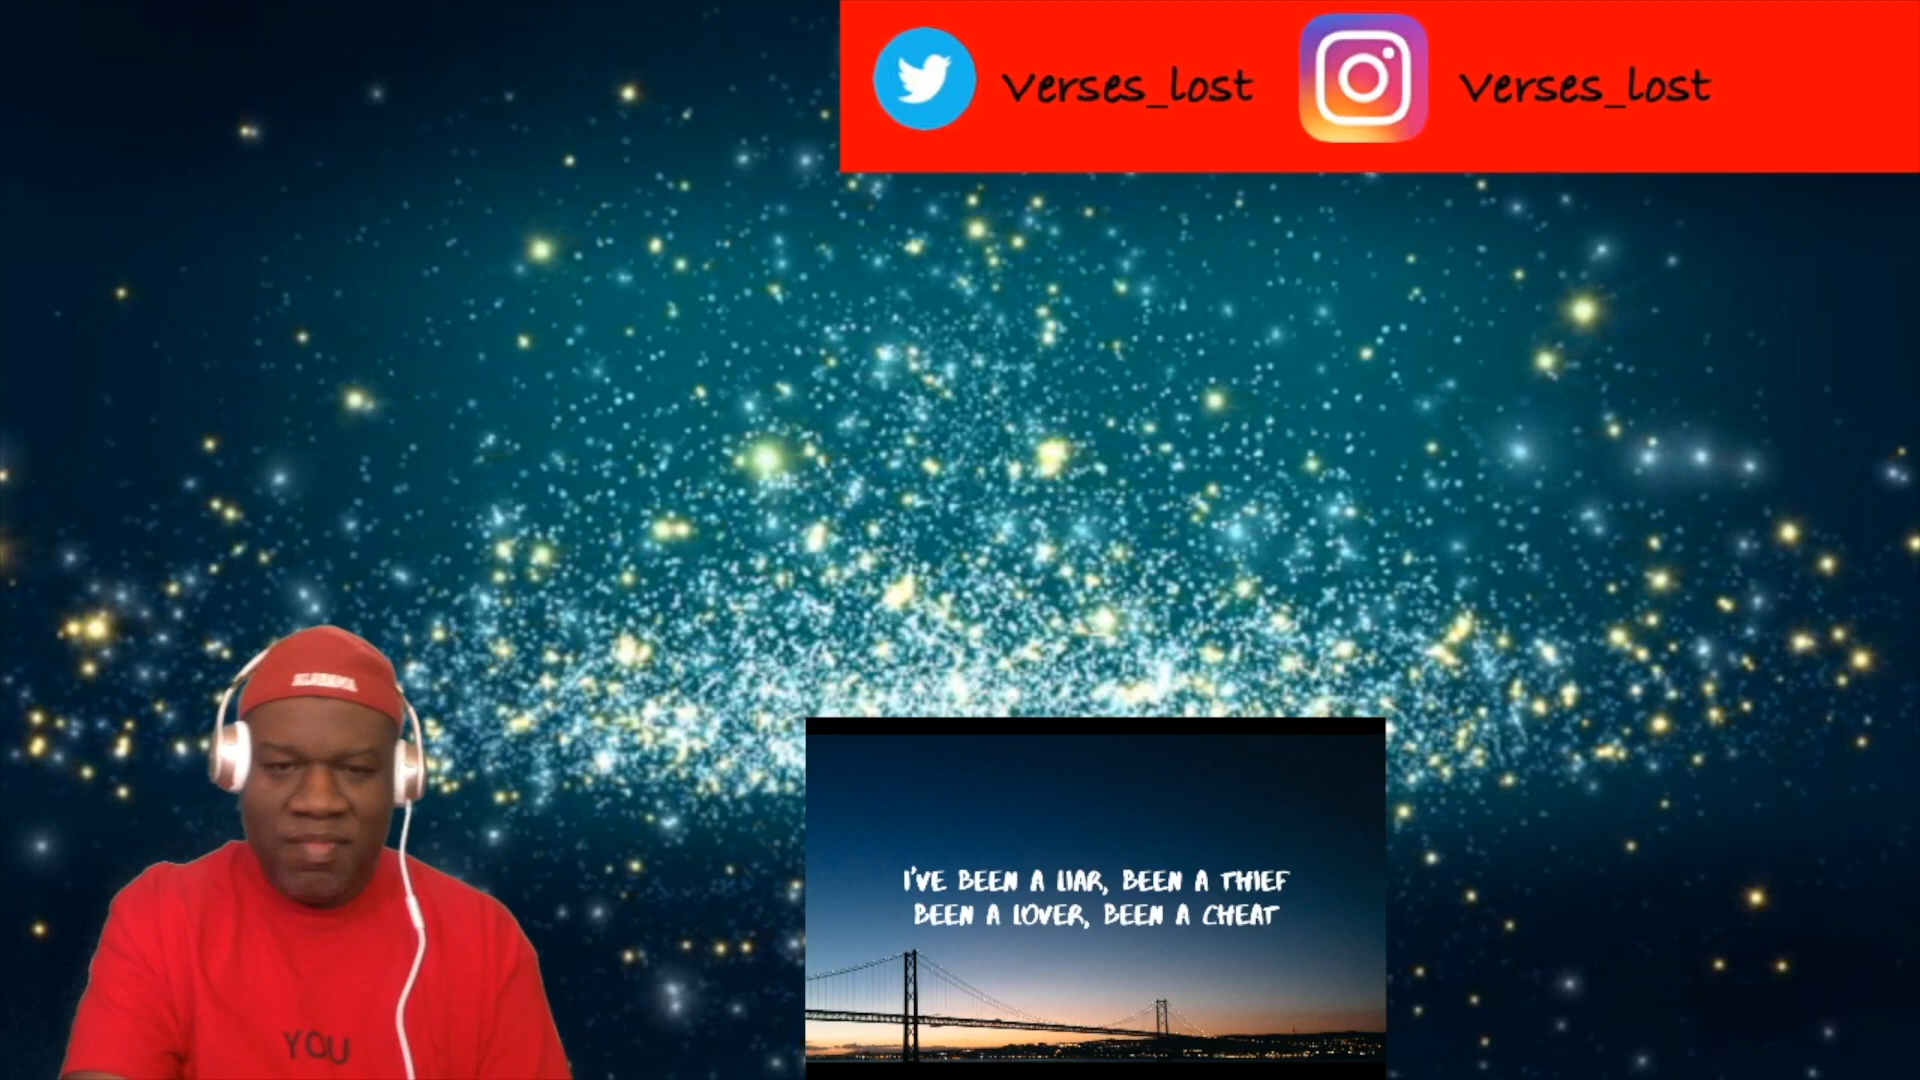 Verses_lost Verses_lost
I'VE BEEN A LIAR, BEEN A THIEF
BEEN A LOVER, BEEN A CHEAT
YOU